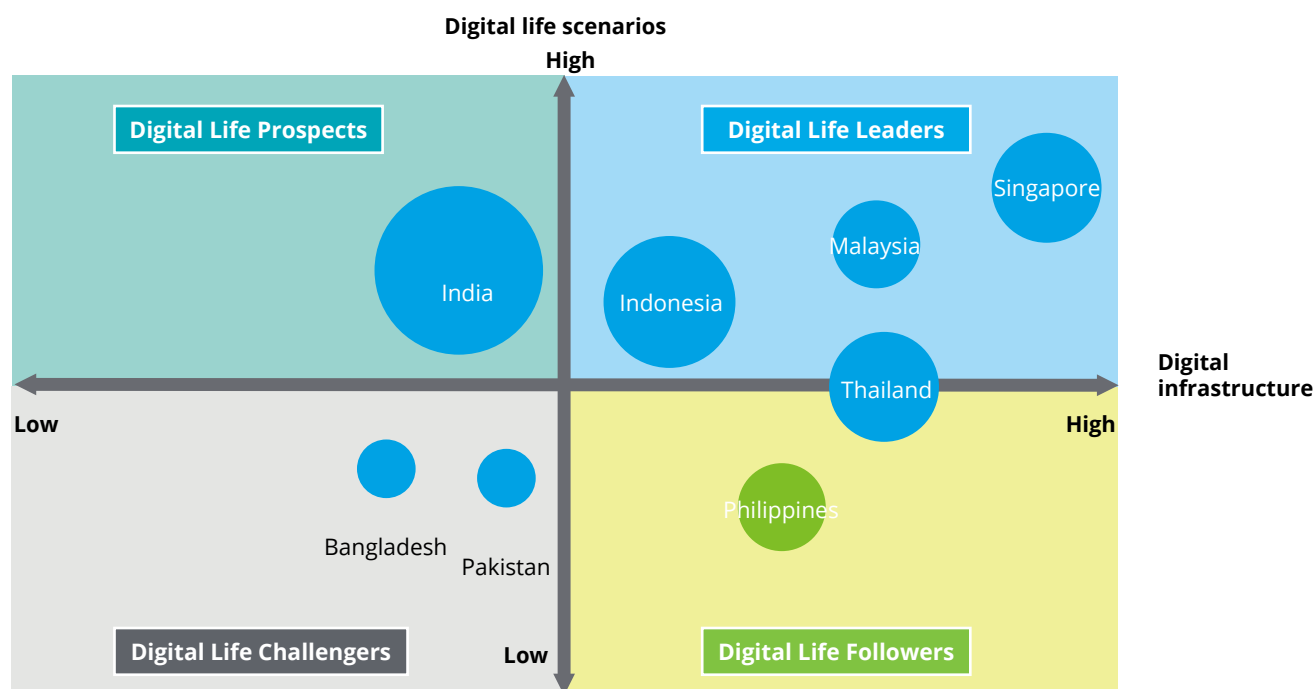 Digital life scenarios
High
Digital Life Prospects
Digital Life Leaders
Singapore
Malaysia
India
Indonesia
Digital
infrastructure
Thailand
Low
High
Philippines
Bangladesh
Pakistan
Digital Life Challengers
Low
Digital Life Followers